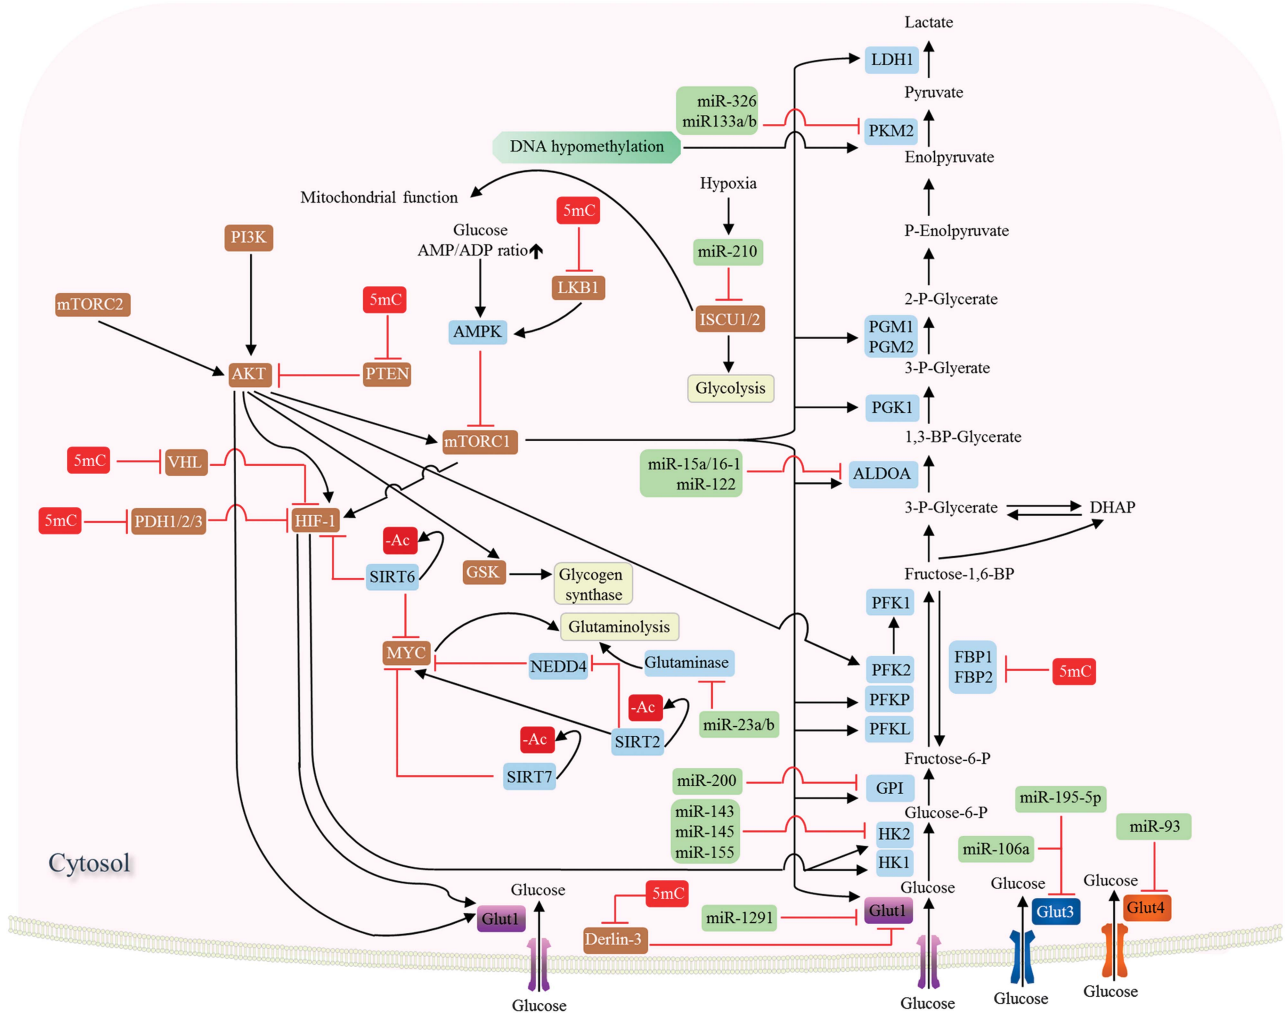 Lactate
LDH1
Pyruvate
miR-326
miR133a/b
PKM2
DNA hypomethylation
Enolpyruvate
Mitochondrial function
Hypoxia
5mC
PI3K
Glucose
AMP/ADP ratio
miR-210
P-Enolpyruvate
LKB1
mTORC2
5mC
2-P-Glycerate
AMPK
ISCU1/2
PGM1
PGM2
AKT
PTEN
3-P-Glyerate
Glycolysis
PGK1
mTORC1
1,3-BP-Glycerate
5mC
VHL
miR-15a/16-1
miR-122
ALDOA
5mC
PDH1/2/3
HIF-1
3-P-Glycerate
DHAP
-Ac
SIRT6
GSK
Glycogen
synthase
Fructose-1,6-BP
PFK1
Glutaminolysis
MYC
NEDD4
Glutaminase
PFK2
FBP1
FBP2
5mC
-Ac
PFKP
miR-23a/b
-Ac
SIRT2
PFKL
SIRT7
Fructose-6-P
miR-200
GPI
miR-195-5p
miR-143
miR-145
miR-155
Glucose-6-P
HK2
miR-93
miR-106a
Cytosol
HK1
Glucose
5mC
Glucose
Glucose
Glucose
Glut1
miR-1291
Glut1
Glut3
Glut4
Derlin-3
Glucose
Glucose
Glucose
Glucose